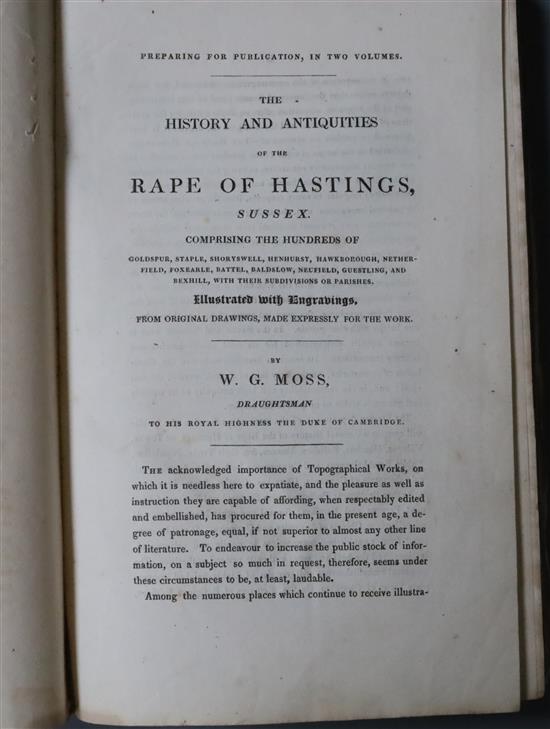 PREPARING FOR PUBLICATION, IN TWO VOLUMES.
THE
HISTORY AND ANTIQUITIES
OF THE
RAPE OF HASTINGS,
SUSSEX.
COMPRISING THE HUNDREDS OF
GOLDSPUR, STAPLE, SHORYSWELL, HENHURST, HAWKBOROUGH, NETHER-
FIELD, FOXEARLE, BATTEL, BALDSLOW, NEUFIELD, GUESTLING, AND
BEXHILL, WITH THEIR SUBDIVISIONS OR PARISHES.
Illustrated with Engravings,
FROM ORIGINAL DRAWINGS, MADE EXPRESSLY FOR THE WORK.
BY
W. G. MOSS,
DRAUGHTSMAN
TO HIS ROYAL HIGHNESS THE DUKE OF CAMBRIDGE.
THE acknowledged importance of Topographical Works, on
which it is needless here to expatiate, and the pleasure as well as
instruction they are capable of affording, when respectably edited
and embellished, has procured for them, in the present age, a de-
gree of patronage, equal, if not superior to almost any other line
of literature. To endeavour to increase the public stock of infor-
mation, on a subject so much in request, therefore, seems under
these circumstances to be, at least, laudable.
Among the numerous places which continue to receive illustra-